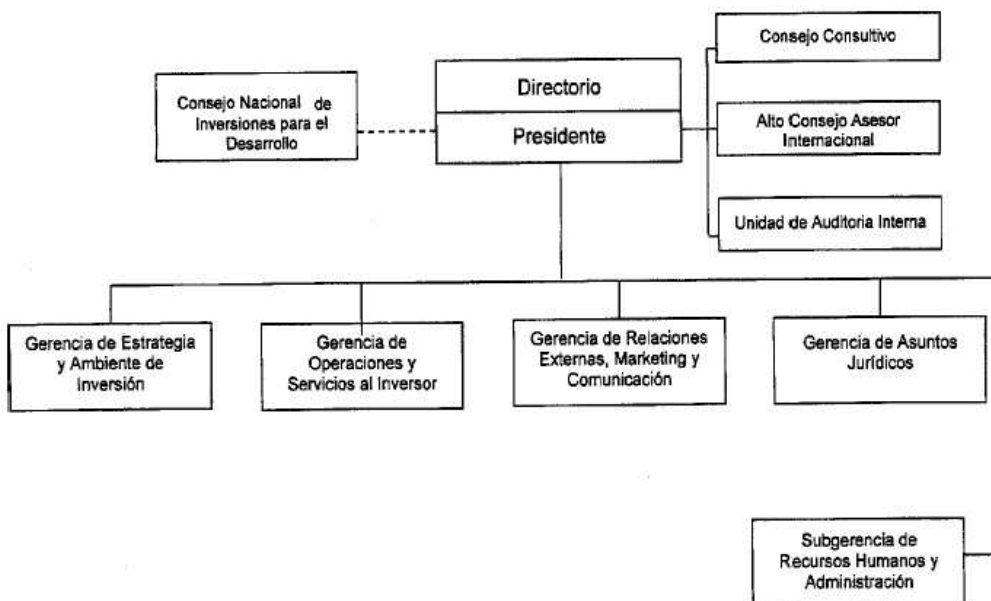 Consejo Consultivo
Directorio
Consejo Nacional de
Inversiones para el
Desarrollo
Presidente
Alto Consejo Asesor
Internacional
Unidad de Auditoria Interna
Gerencia de Estrategia
y Ambiente de
Inversión
Gerencia de
Operaciones y
Servicios al Inversor
Gerencia de Relaciones
Externas, Marketing y
Comunicación
Gerencia de Asuntos
Jurídicos
Subgerencia de
Recursos Humanos y
Administración